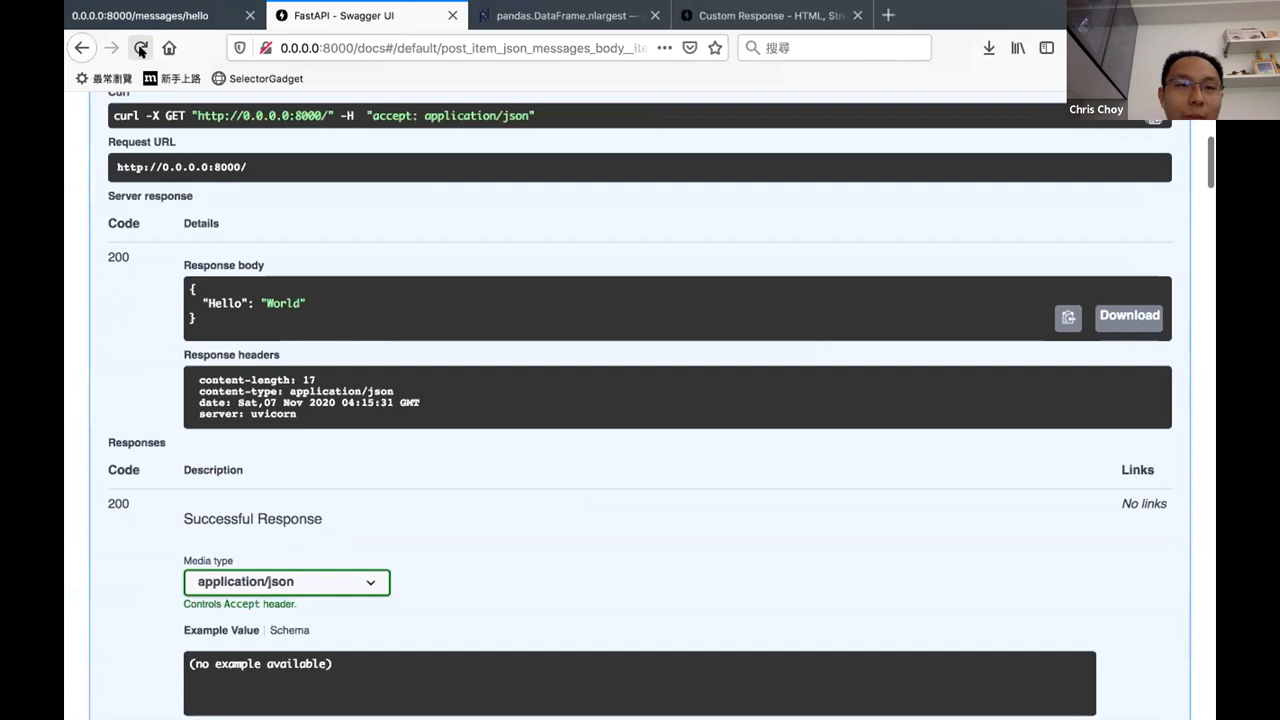 0.0.0.0:8000/messages/hello
FastAPI - Swagger UI
pandas.DataFrame.nlargest —
Custom Response - HTML, Str
0.0.0.0:8000/docs#/default/post_item_json_messages_body__ite
搜尋
最常瀏覽
m 新手上路
SelectorGadget
Chris Choy
Curl
curl -X GET "http://0.0.0.0:8000/" -H "accept: application/json"
Request URL
http://0.0.0.0:8000/
Server response
Code Details
200
Response body
{
"Hello": "World"
}
Download
Response headers
content-length: 17
content-type: application/json
date: Sat,07 Nov 2020 04:15:31 GMT
server: uvicorn
Responses
Code Description Links
200
No links
Successful Response
Media type
application/json
Controls Accept header.
Example Value Schema
(no example available)